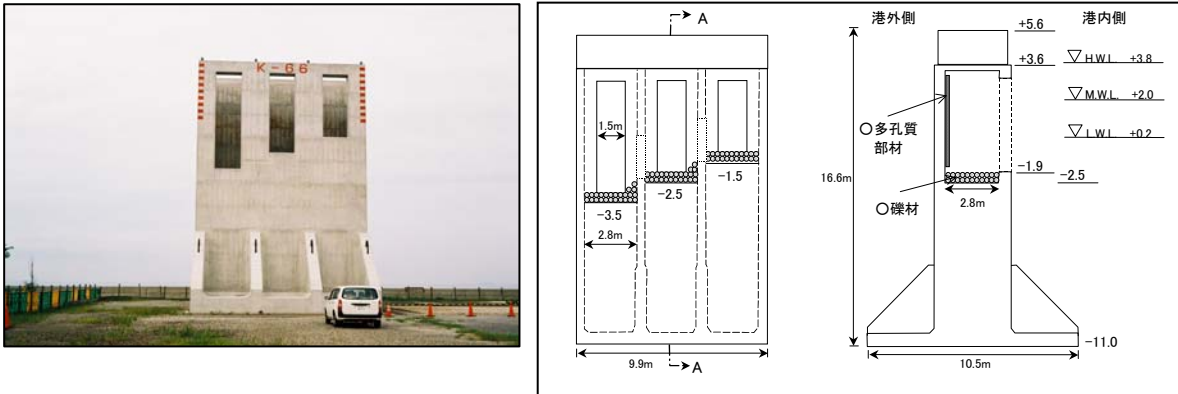 K-66
A
1.5m
-3.5
-2.5
-1.5
2.8m
9.9m
A
港外側
港内側
+5.6
+3.6
▽ H.W.L. +3.8
▽ M.W.L. +2.0
▽ L.W.L. +0.2
○多孔質
部材
16.6m
-1.9
-2.5
2.8m
○礫材
-11.0
10.5m